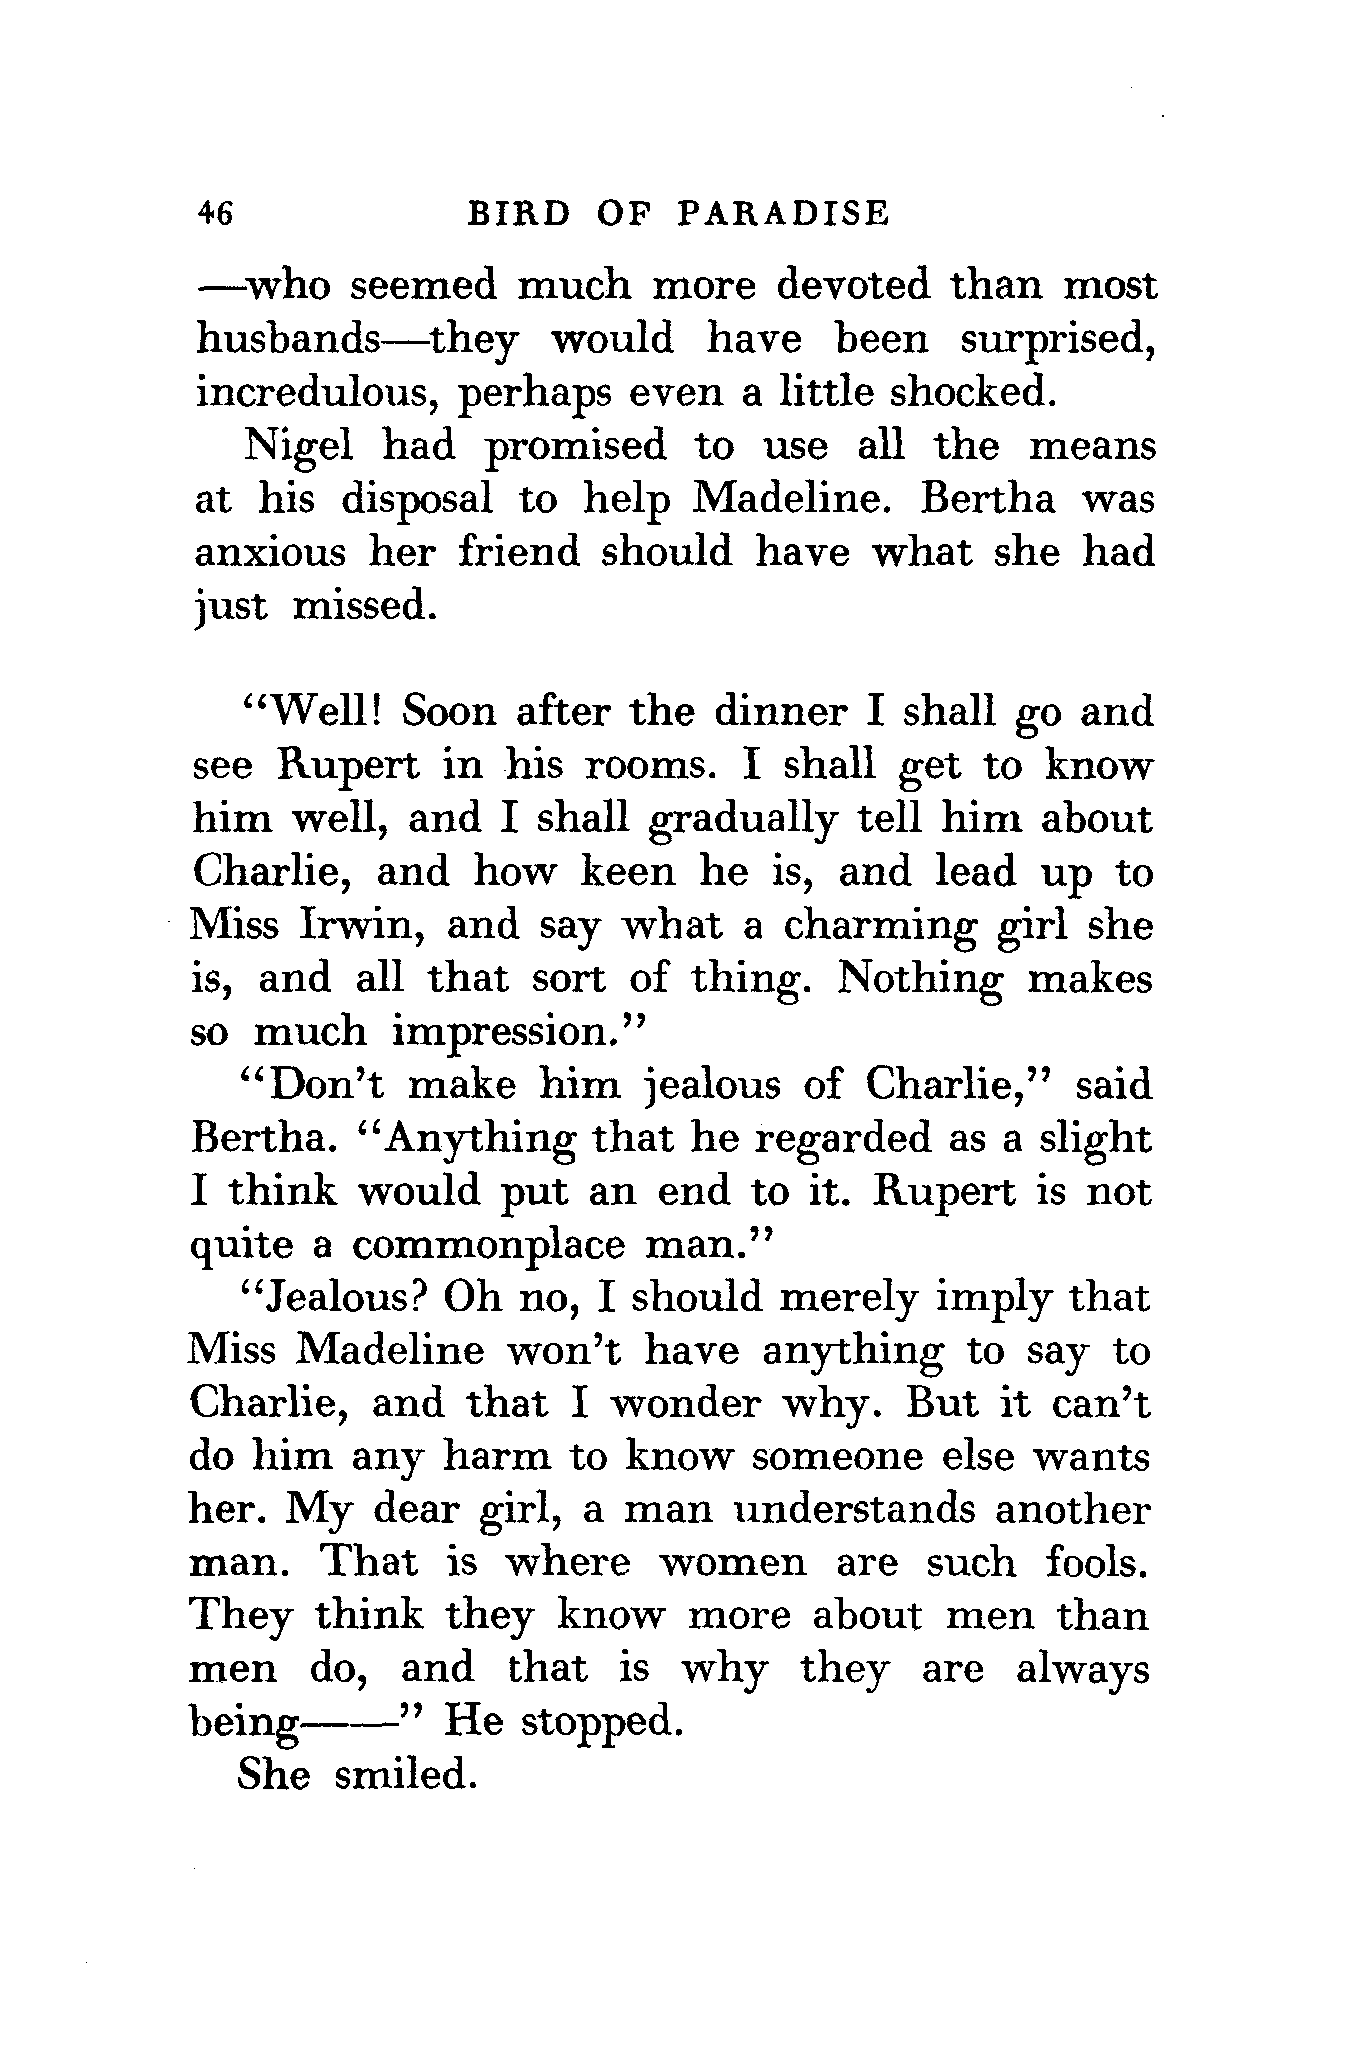 46 BIRD OF PARADISE
—who seemed much more devoted than most
husbands—they would have been surprised,
incredulous, perhaps even a little shocked.
Nigel had promised to use all the means
at his disposal to help Madeline. Bertha was
anxious her friend should have what she had
just missed.
“Well! Soon after the dinner I shall go and
see Rupert in his rooms. I shall get to know
him well, and I shall gradually tell him about
Charlie, and how keen he is, and lead up to
Miss Irwin, and say what a charming girl she
is, and all that sort of thing. Nothing makes
so much impression.”
“Don’t make him jealous of Charlie,” said
Bertha. “Anything that he regarded as a slight
I think would put an end to it. Rupert is not
quite a commonplace man.”
“Jealous? Oh no, I should merely imply that
Miss Madeline won’t have anything to say to
Charlie, and that I wonder why. But it can’t
do him any harm to know someone else wants
her. My dear girl, a man understands another
man. That is where women are such fools.
They think they know more about men than
men do, and that is why they are always
being——” He stopped.
She smiled.